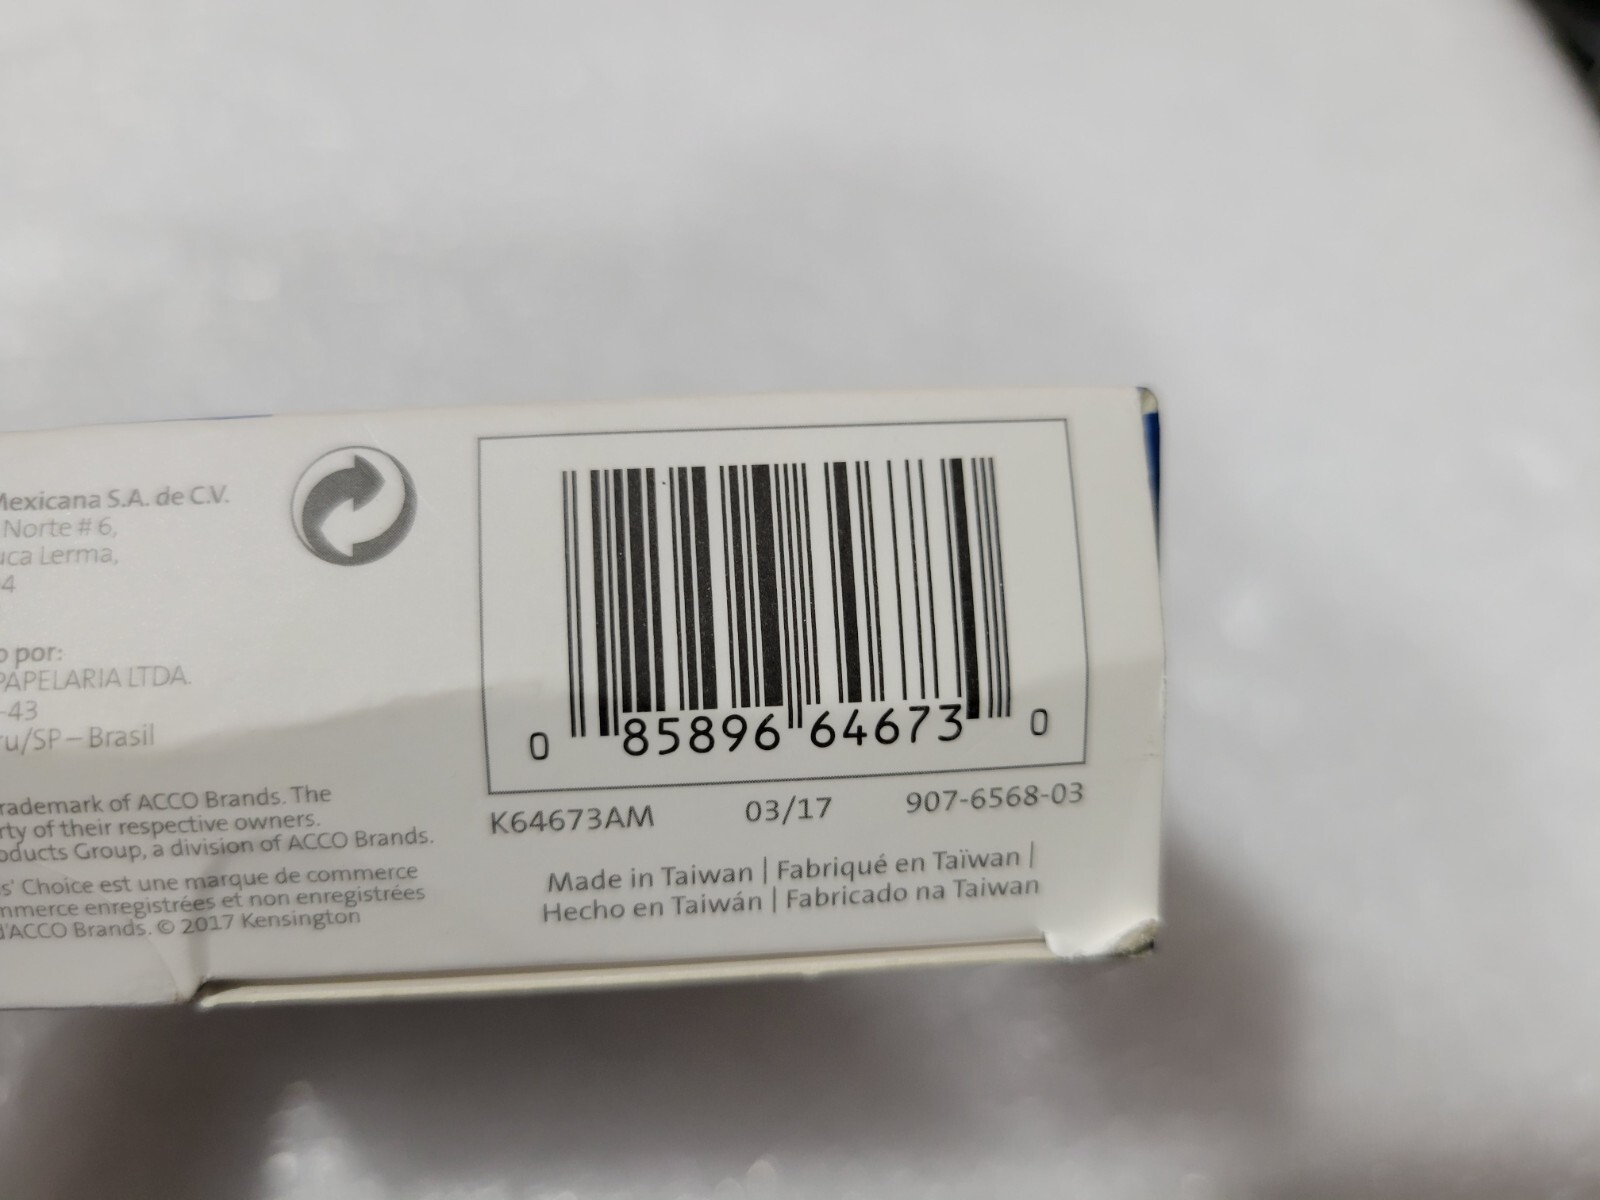 Mexicana S.A. de C.V.
Norte # 6,
uca Lerma,
4
o por:
PAPELARIA LTDA.
-43
ru/SP – Brasil
rademark of ACCO Brands. The
rty of their respective owners.
oducts Group, a division of ACCO Brands.
s' Choice est une marque de commerce
mmerce enregistrées et non enregistrées
d'ACCO Brands. © 2017 Kensington
0 85896 64673 0
K64673AM 03/17 907-6568-03
Made in Taiwan | Fabriqué en Taïwan |
Hecho en Taiwán | Fabricado na Taiwan